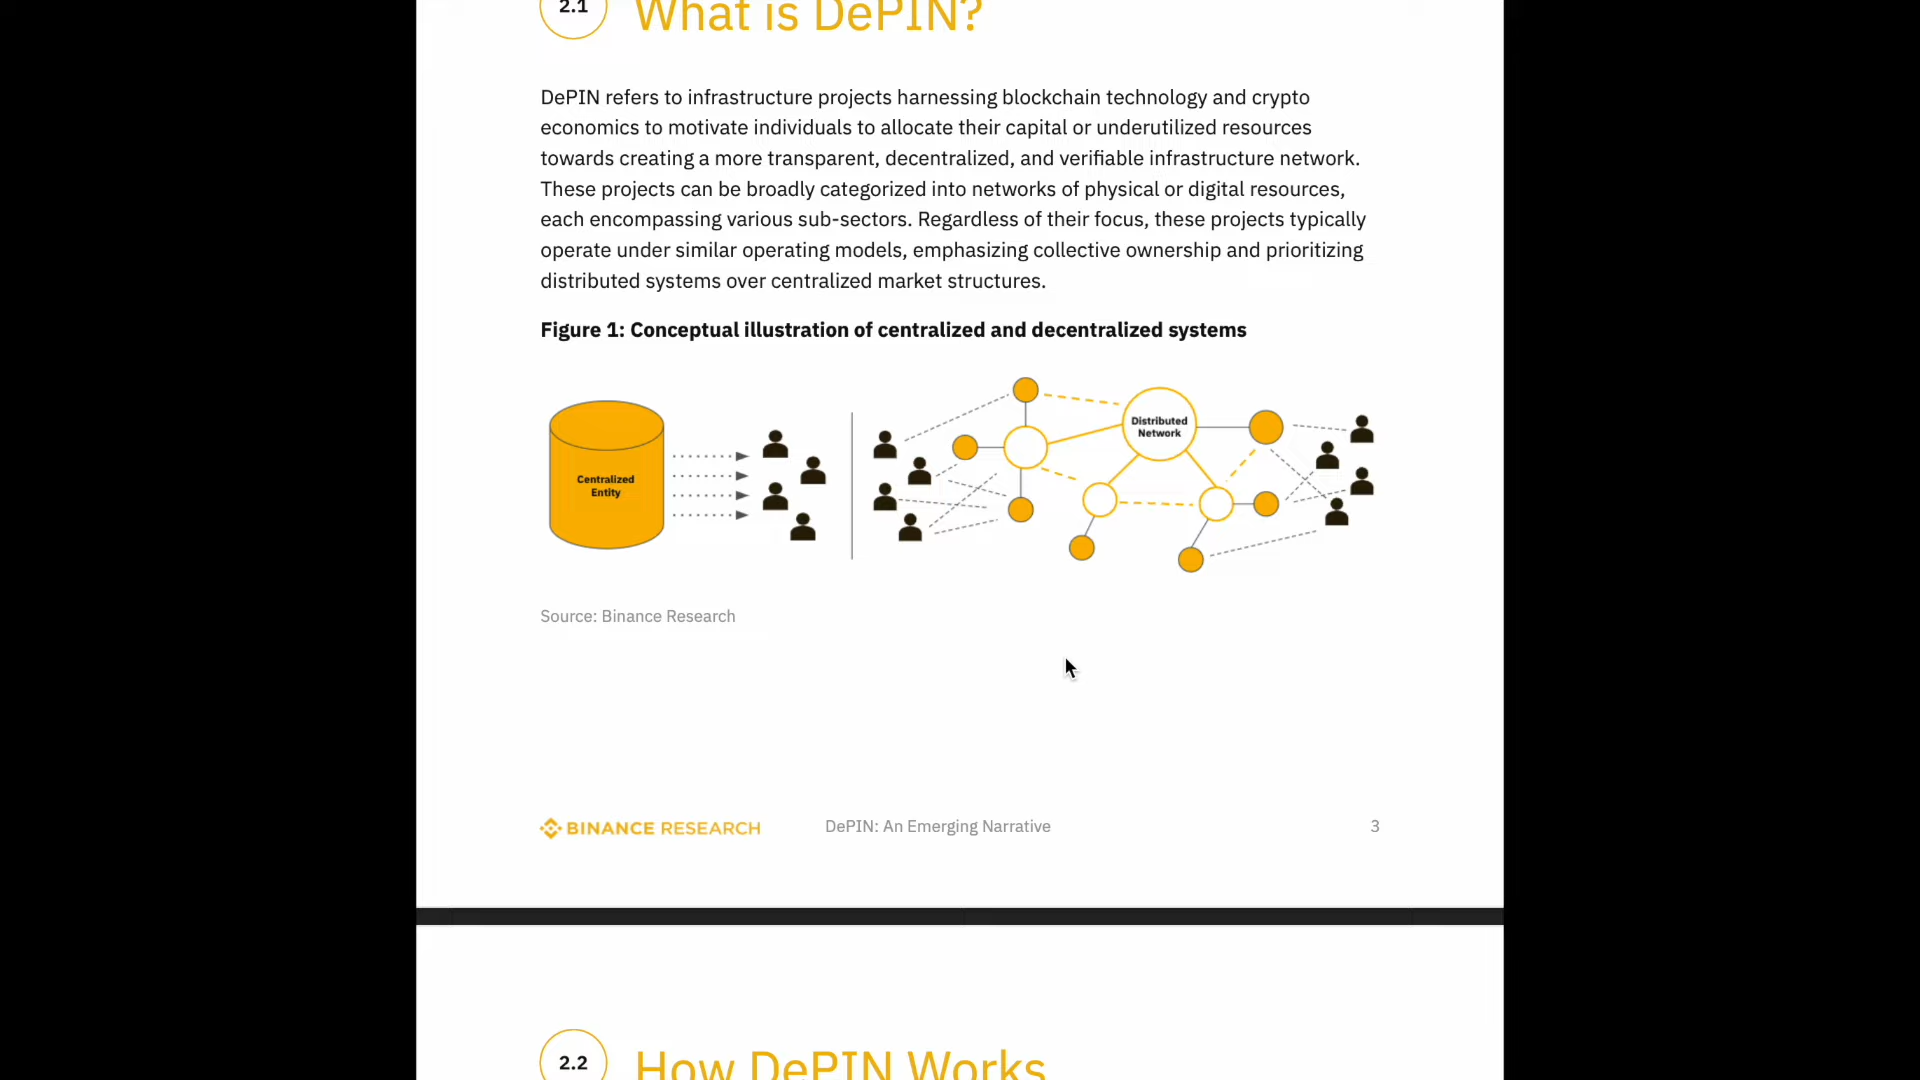 2.1
What is DePIN?
DePIN refers to infrastructure projects harnessing blockchain technology and crypto
economics to motivate individuals to allocate their capital or underutilized resources
towards creating a more transparent, decentralized, and verifiable infrastructure network.
These projects can be broadly categorized into networks of physical or digital resources,
each encompassing various sub-sectors. Regardless of their focus, these projects typically
operate under similar operating models, emphasizing collective ownership and prioritizing
distributed systems over centralized market structures.
Figure 1: Conceptual illustration of centralized and decentralized systems
Centralized
Entity
Distributed
Network
Source: Binance Research
BINANCE RESEARCH
DePIN: An Emerging Narrative
3
2.2
How DePIN Works